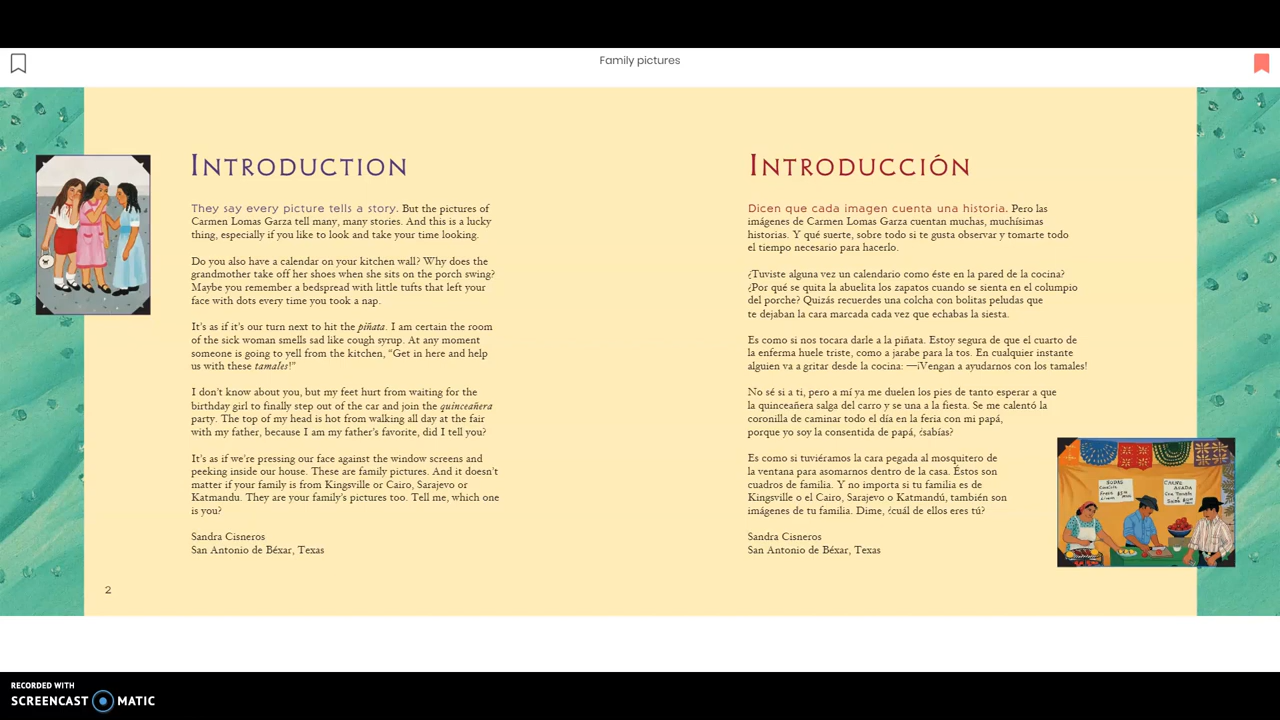 Family pictures
INTRODUCTION
They say every picture tells a story. But the pictures of
Carmen Lomas Garza tell many, many stories. And this is a lucky
thing, especially if you like to look and take your time looking.
Do you also have a calendar on your kitchen wall? Why does the
grandmother take off her shoes when she sits on the porch swing?
Maybe you remember a bedspread with little tufts that left your
face with dots every time you took a nap.
It's as if it's our turn next to hit the piñata. I am certain the room
of the sick woman smells sad like cough syrup. At any moment
someone is going to yell from the kitchen, “Get in here and help
us with these tamales!”
I don't know about you, but my feet hurt from waiting for the
birthday girl to finally step out of the car and join the quinceañera
party. The top of my head is hot from walking all day at the fair
with my father, because I am my father's favorite, did I tell you?
It's as if we're pressing our face against the window screens and
peeking inside our house. These are family pictures. And it doesn't
matter if your family is from Kingsville or Cairo, Sarajevo or
Katmandu. They are your family's pictures too. Tell me, which one
is you?
Sandra Cisneros
San Antonio de Béxar, Texas
2
INTRODUCCIÓN
Dicen que cada imagen cuenta una historia. Pero las
imágenes de Carmen Lomas Garza cuentan muchas, muchísimas
historias. Y qué suerte, sobre todo si te gusta observar y tomarte todo
el tiempo necesario para hacerlo.
¿Tuviste alguna vez un calendario como éste en la pared de la cocina?
¿Por qué se quita la abuelita los zapatos cuando se sienta en el columpio
del porche? Quizás recuerdes una colcha con bolitas peludas que
te dejaban la cara marcada cada vez que echabas la siesta.
Es como si nos tocara darle a la piñata. Estoy segura de que el cuarto de
la enferma huele triste, como a jarabe para la tos. En cualquier instante
alguien va a gritar desde la cocina: —¡Vengan a ayudarnos con los tamales!
No sé si a ti, pero a mí ya me duelen los pies de tanto esperar a que
la quinceañera salga del carro y se una a la fiesta. Se me calentó la
coronilla de caminar todo el día en la feria con mi papá,
porque yo soy la consentida de papá, ¿sabías?
Es como si tuviéramos la cara pegada al mosquitero de
la ventana para asomarnos dentro de la casa. Éstos son
cuadros de familia. Y no importa si tu familia es de
Kingsville o el Cairo, Sarajevo o Katmandú, también son
imágenes de tu familia. Dime, ¿cuál de ellos eres tú?
Sandra Cisneros
San Antonio de Béxar, Texas
SODAS
CARNE
ASADA
RECORDED WITH
SCREENCAST MATIC